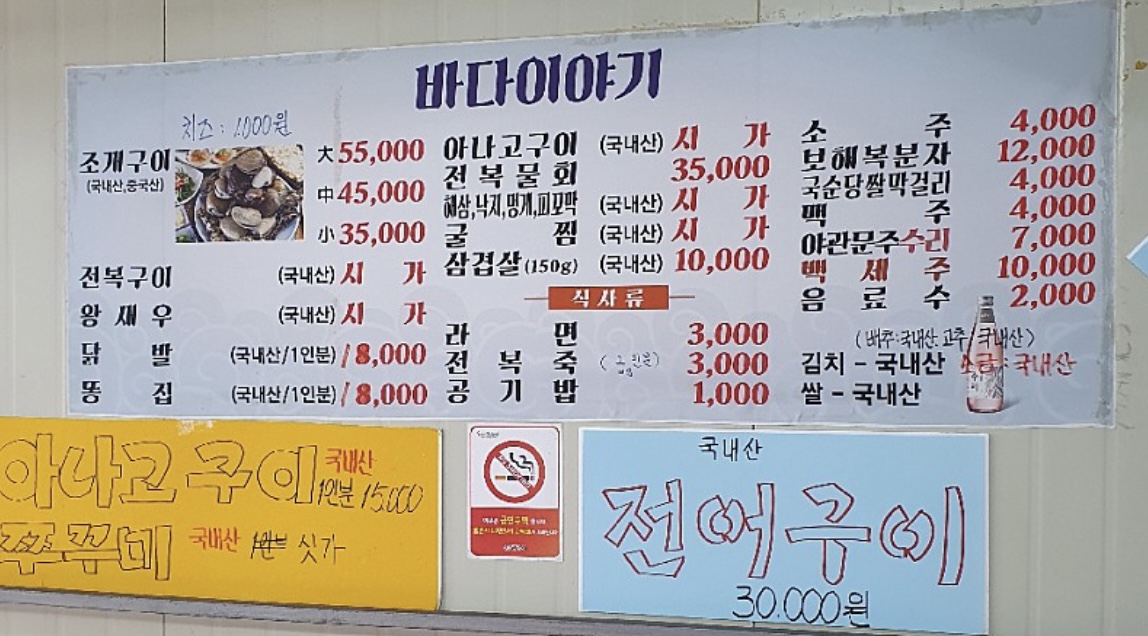 바다이야기
치즈 : 1,000원
조개구이 大 55,000
(국내산,중국산)
中 45,000
小 35,000
전복구이 (국내산) 시 가
왕새우 (국내산) 시 가
닭 발 (국내산/1인분) / 8,000
똥 집 (국내산/1인분) / 8,000
아나고구이 (국내산) 시 가
전복물회 35,000
해삼,낙지,멍게,피꼬막 (국내산) 시 가
굴 찜 (국내산) 시 가
삼겹살(150g) (국내산) 10,000
식사류
라 면 3,000
전 복 죽 3,000
공 기 밥 1,000
소 주 4,000
보해복분자 12,000
국순당쌀막걸리 4,000
맥 주 4,000
야관문주수리 7,000
백 세 주 10,000
음 료 수 2,000
(배추:국내산. 고추:국내산)
김치 - 국내산 소금:국내산
쌀 - 국내산
아나고 구이 국내산
1인분 15,000
쭈꾸미 국내산 싯가
국내산
전어구이
30.000원